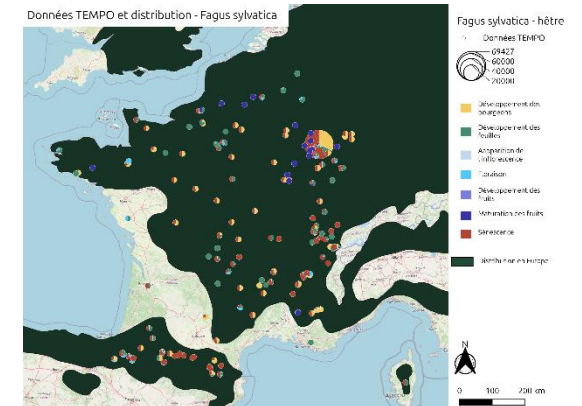 Données TEMPO et distribution - Fagus sylvatica
Fagus sylvatica - hêtre
Données TEMPO
69427
60000
40000
20000
Développement des
bourgeons
Développement des
feuilles
Apparition de
l'inflorescence
Floraison
Développement des
fruits
Maturation des fruits
Sénescence
Distribution en Europe
N
0 100 200 km